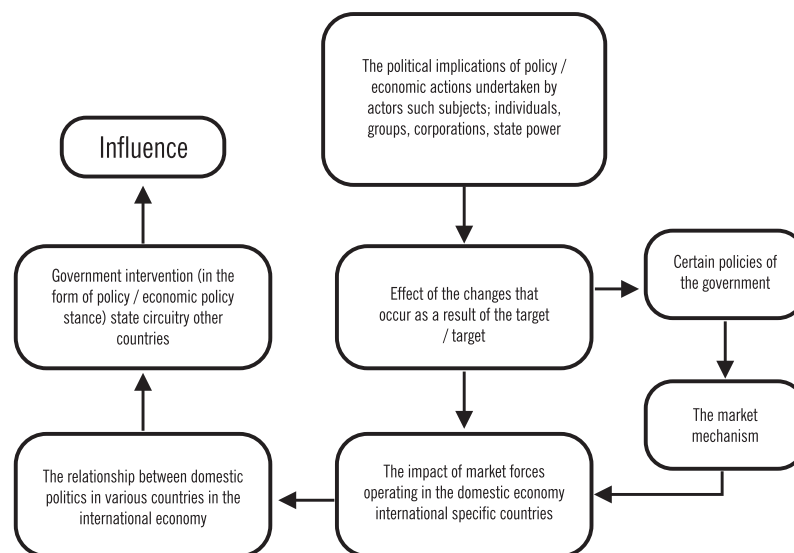 The political implications of policy /
economic actions undertaken by
actors such subjects; individuals,
groups, corporations, state power
Influence
Government intervention (in the
form of policy / economic policy
stance) state circuitry other
countries
Effect of the changes that
occur as a result of the target
/ target
Certain policies of
the government
The market
mechanism
The relationship between domestic
politics in various countries in the
international economy
The impact of market forces
operating in the domestic economy
international specific countries